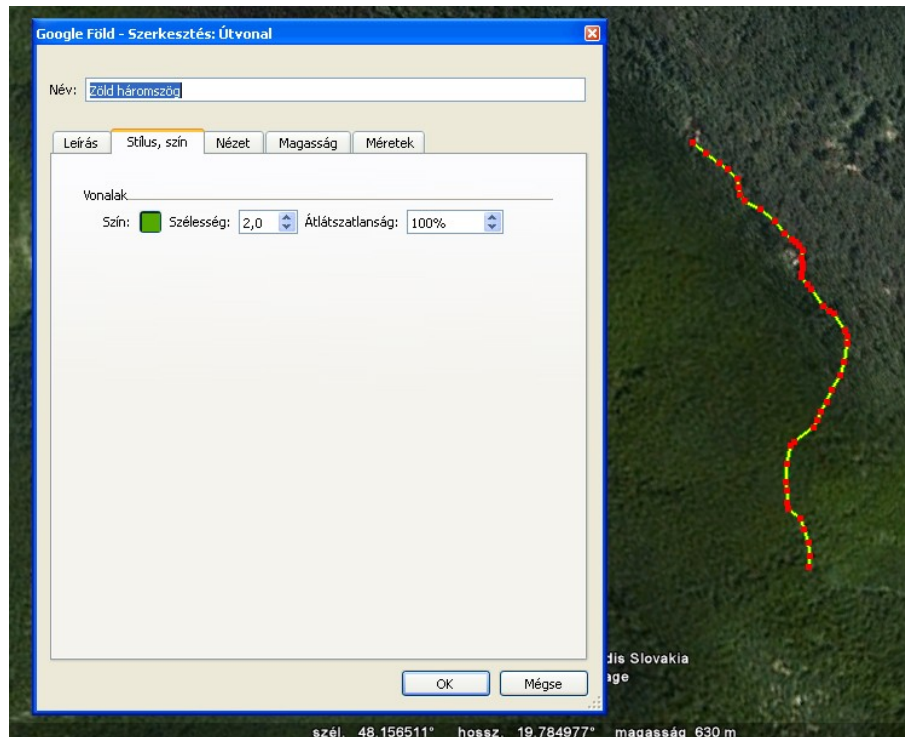 Google Föld - Szerkesztés: Útvonal
Név: Zöld háromszög
Leírás Stílus, szín Nézet Magasság Méretek
Vonalak
Szín: Szélesség: 2,0 Átlátszatlanság: 100%
dis Slovakia
age
OK Mégse
szél. 48.156511° hossz. 19.784977° magasság 630 m